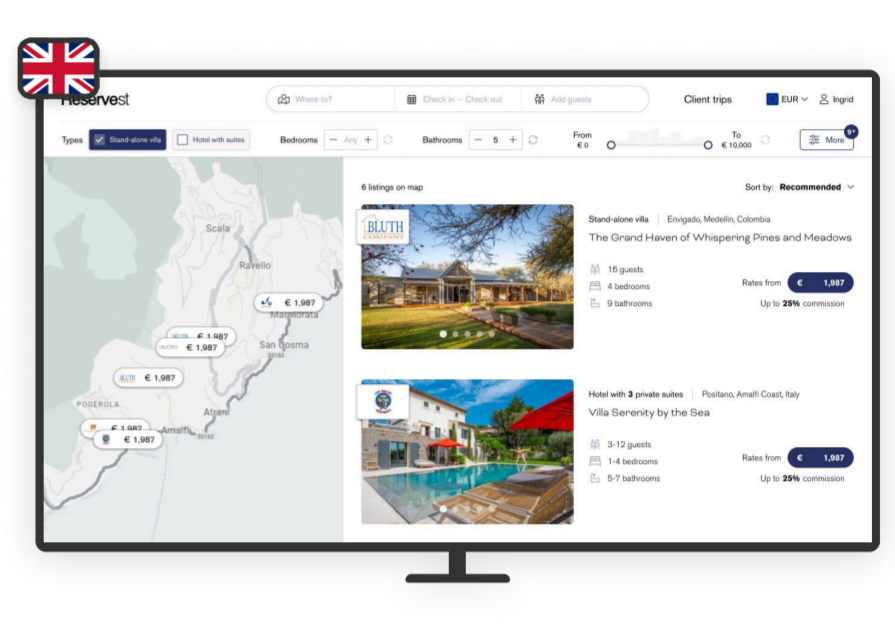 Reservest
Where to?
Check in – Check out
Add guests
Client trips
EUR
Ingrid
Types
Stand-alone villa
Hotel with suites
Bedrooms
– Any +
Bathrooms
– 5 +
From
€ 0
To
€ 10,000
More
9+
Scala
Ravello
€ 1,987
Marmorata
BLUTH € 1,987
€ 1,987
San Cosma
SS163
BLUTH € 1,987
POGEROLA
Atrani
€ 1,987
Amalfi
SS163
€ 1,987
6 listings on map
Sort by: Recommended
BLUTH
COMPANY
Stand-alone villa | Envigado, Medellin, Colombia
The Grand Haven of Whispering Pines and Meadows
16 guests
4 bedrooms
9 bathrooms
Rates from € 1,987
Up to 25% commission
Hotel with 3 private suites | Positano, Amalfi Coast, Italy
Villa Serenity by the Sea
3-12 guests
1-4 bedrooms
5-7 bathrooms
Rates from € 1,987
Up to 25% commission